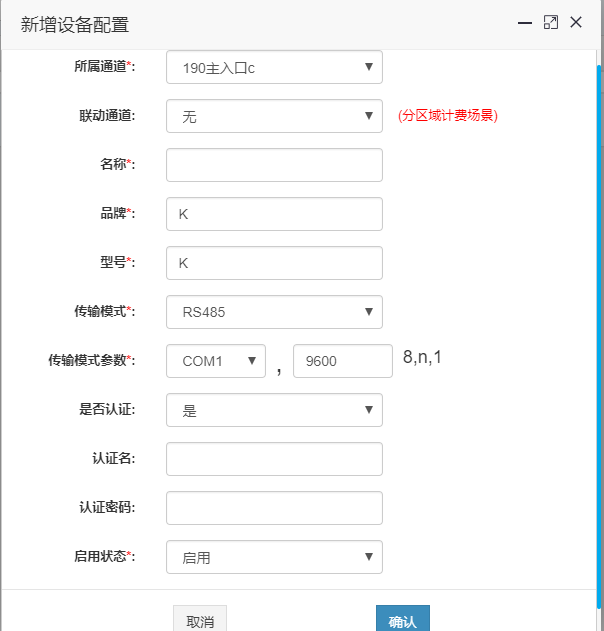 新增设备配置
所属通道*: 190主入口c
联动通道: 无 (分区域计费场景)
名称*:
品牌*: K
型号*: K
传输模式*: RS485
传输模式参数*: COM1 , 9600 8,n,1
是否认证: 是
认证名:
认证密码:
启用状态*: 启用
取消 确认